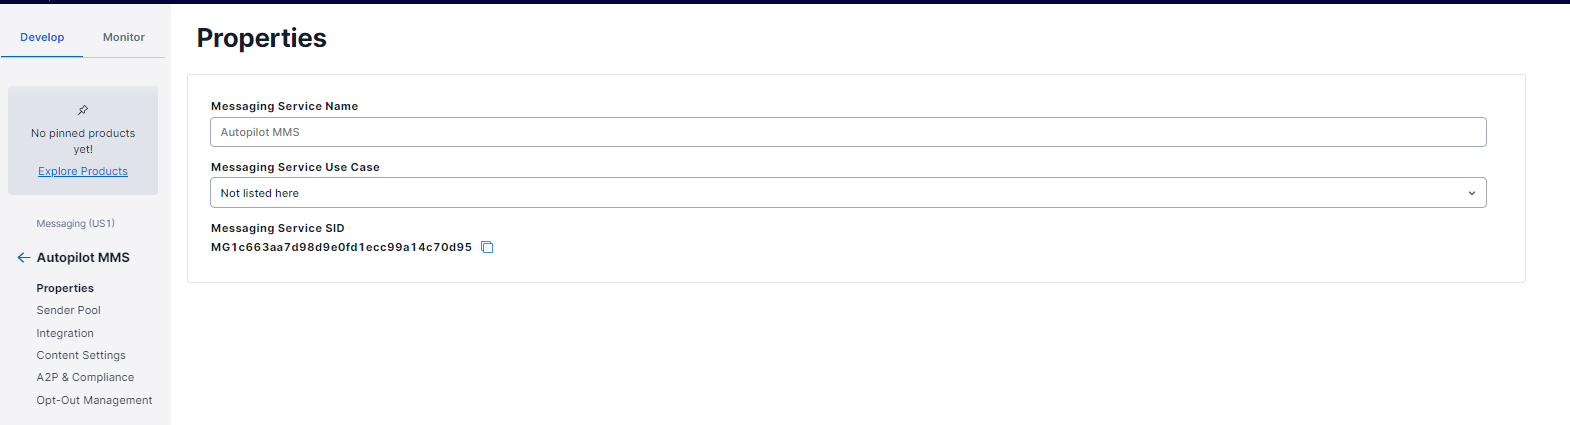 Develop
Monitor
No pinned products
yet!
Explore Products
Messaging (US1)
Autopilot MMS
Properties
Sender Pool
Integration
Content Settings
A2P & Compliance
Opt-Out Management
Properties
Messaging Service Name
Autopilot MMS
Messaging Service Use Case
Not listed here
Messaging Service SID
MG1c663aa7d98d9e0fd1ecc99a14c70d95